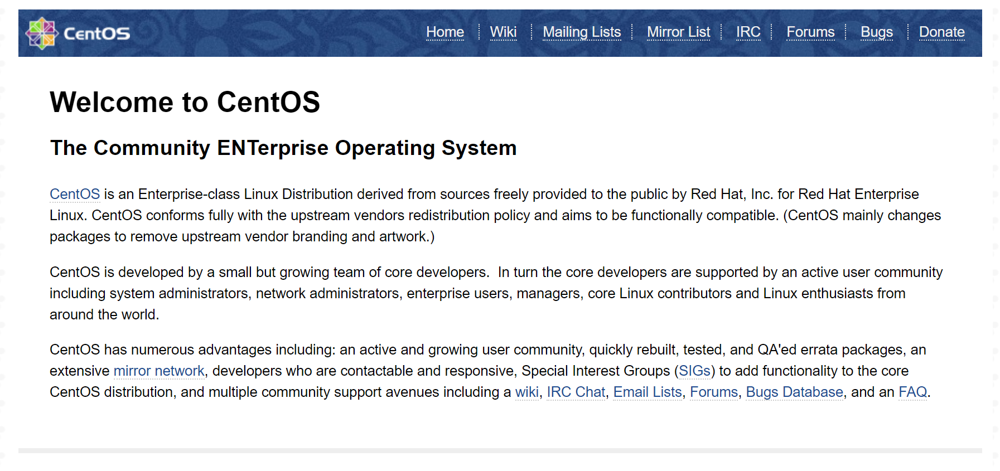 CentOS
Home Wiki Mailing Lists Mirror List IRC Forums Bugs Donate
Welcome to CentOS
The Community ENTerprise Operating System
CentOS is an Enterprise-class Linux Distribution derived from sources freely provided to the public by Red Hat, Inc. for Red Hat Enterprise
Linux. CentOS conforms fully with the upstream vendors redistribution policy and aims to be functionally compatible. (CentOS mainly changes
packages to remove upstream vendor branding and artwork.)
CentOS is developed by a small but growing team of core developers.  In turn the core developers are supported by an active user community
including system administrators, network administrators, enterprise users, managers, core Linux contributors and Linux enthusiasts from
around the world.
CentOS has numerous advantages including: an active and growing user community, quickly rebuilt, tested, and QA'ed errata packages, an
extensive mirror network, developers who are contactable and responsive, Special Interest Groups (SIGs) to add functionality to the core
CentOS distribution, and multiple community support avenues including a wiki, IRC Chat, Email Lists, Forums, Bugs Database, and an FAQ.